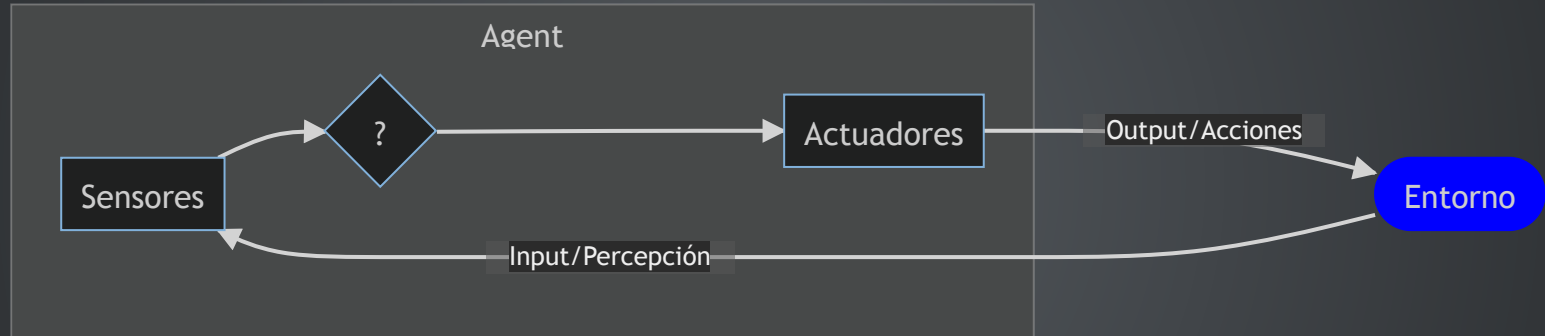 Agent
?
Actuadores
Output/Acciones
Sensores
Entorno
Input/Percepción